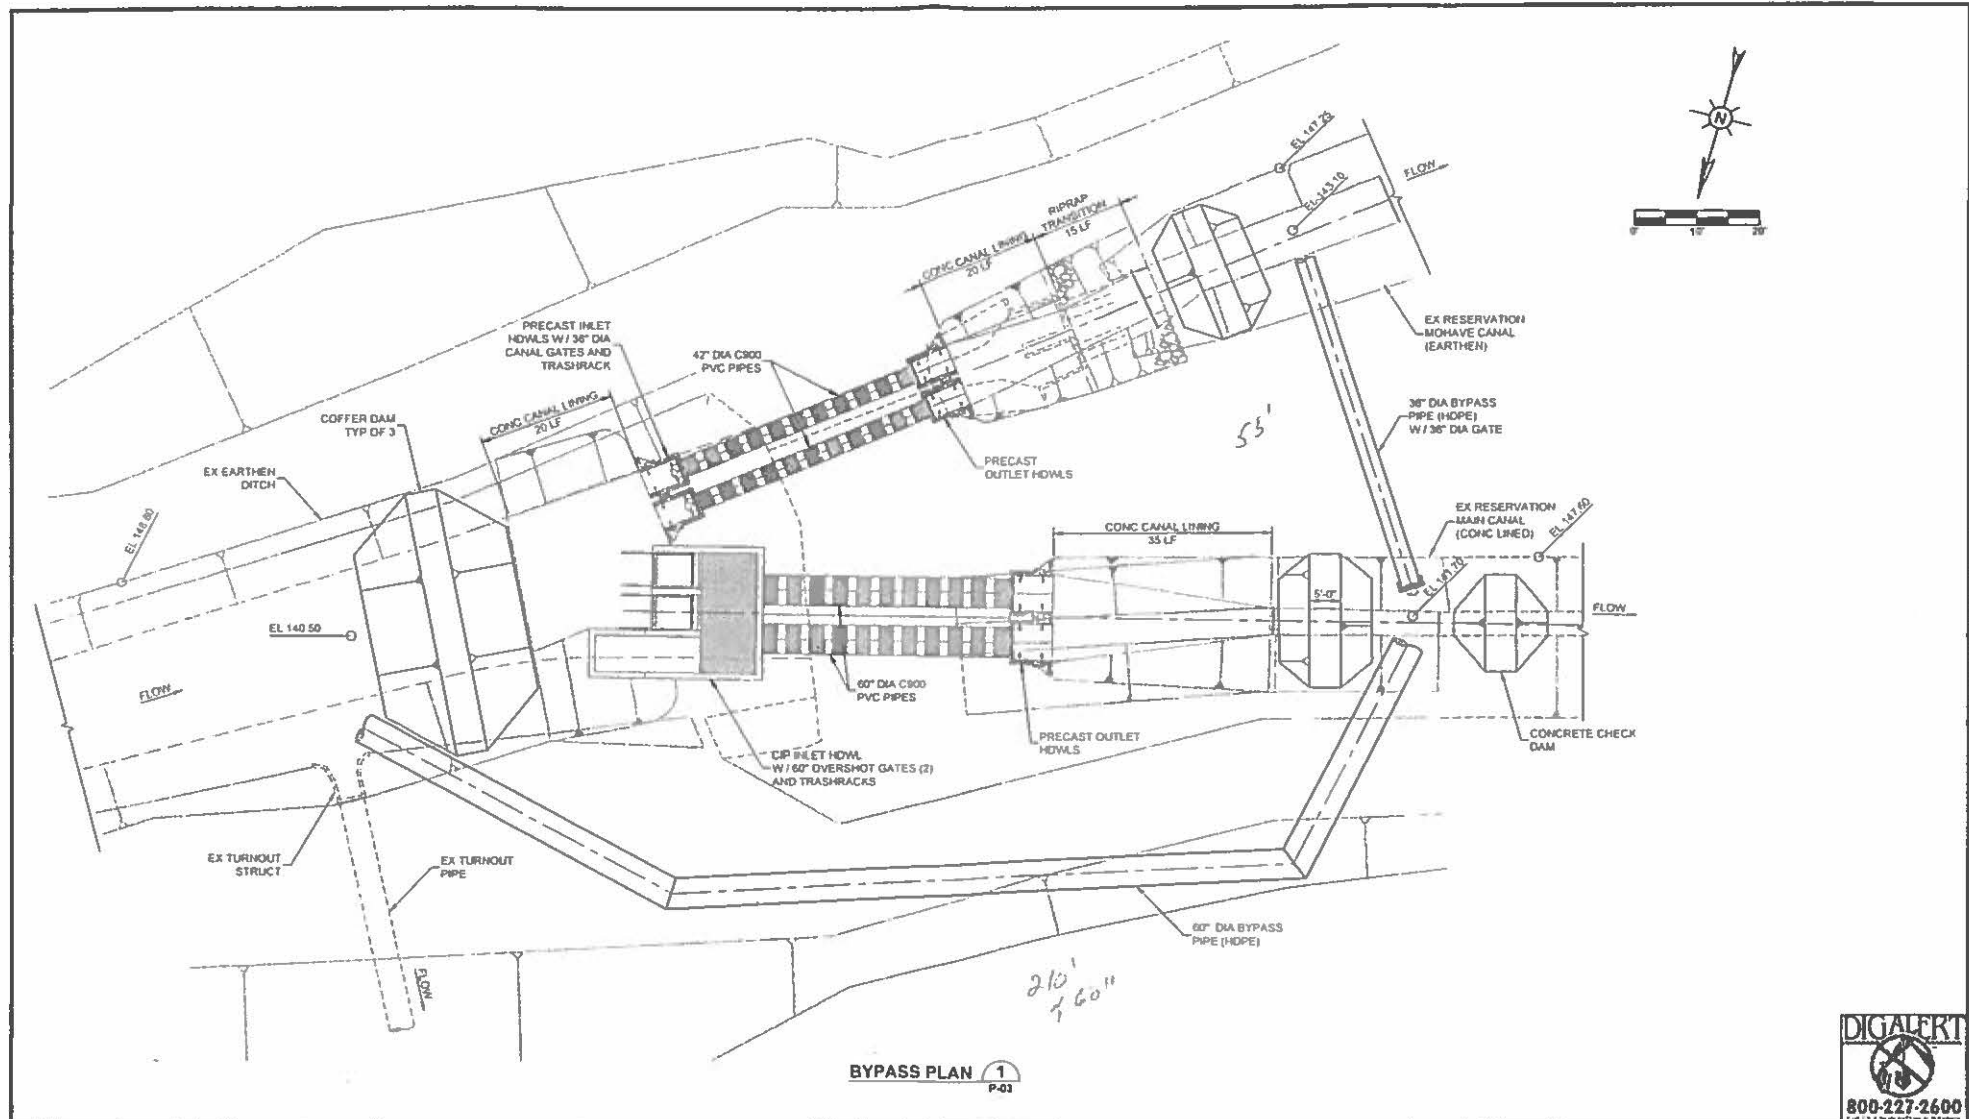 N
0' 10' 20'
EL 147.25
EL 143.10
FLOW
RIPRAP
TRANSITION
15 LF
CONC CANAL LINING
20 LF
EX RESERVATION
MOHAVE CANAL
(EARTHEN)
PRECAST INLET
HDWLS W/ 36" DIA
CANAL GATES AND
TRASHRACK
42" DIA C900
PVC PIPES
36" DIA BYPASS
PIPE (HDPE)
W/ 36" DIA GATE
COFFER DAM
TYP OF 3
CONC CANAL LINING
20 LF
55'
PRECAST
OUTLET HDWLS
EX EARTHEN
DITCH
EL 148.80
EX RESERVATION
MAIN CANAL
(CONC LINED)
EL 147.60
CONC CANAL LINING
35 LF
5'-0"
FLOW
EL 140.50
FLOW
60" DIA C900
PVC PIPES
PRECAST OUTLET
HDWLS
CONCRETE CHECK
DAM
CIP INLET HDWL
W/ 60" OVERSHOT GATES (2)
AND TRASHRACKS
EX TURNOUT
STRUCT
EX TURNOUT
PIPE
60" DIA BYPASS
PIPE (HDPE)
FLOW
210'
60"
BYPASS PLAN 1
P-03
DIGALERT
800-227-2600